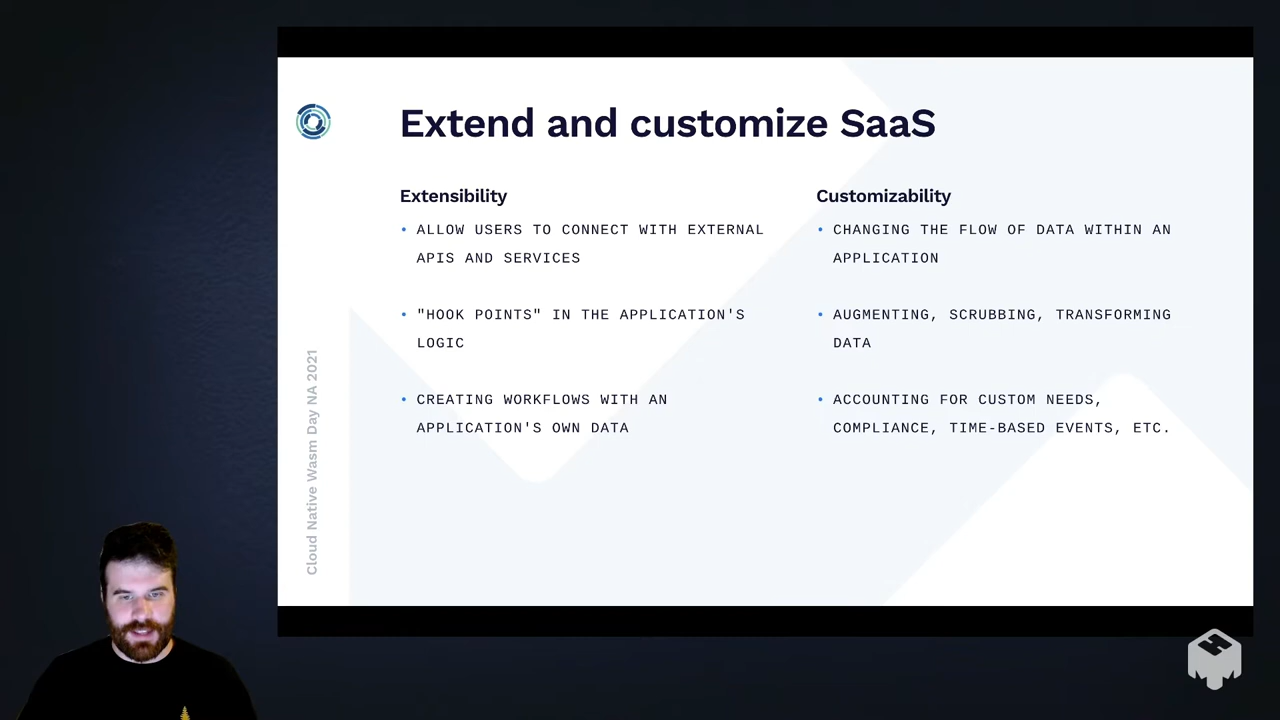 Extend and customize SaaS
Extensibility
• ALLOW USERS TO CONNECT WITH EXTERNAL
APIS AND SERVICES
• "HOOK POINTS" IN THE APPLICATION'S
LOGIC
• CREATING WORKFLOWS WITH AN
APPLICATION'S OWN DATA
Customizability
• CHANGING THE FLOW OF DATA WITHIN AN
APPLICATION
• AUGMENTING, SCRUBBING, TRANSFORMING
DATA
• ACCOUNTING FOR CUSTOM NEEDS,
COMPLIANCE, TIME-BASED EVENTS, ETC.
Cloud Native Wasm Day NA 2021